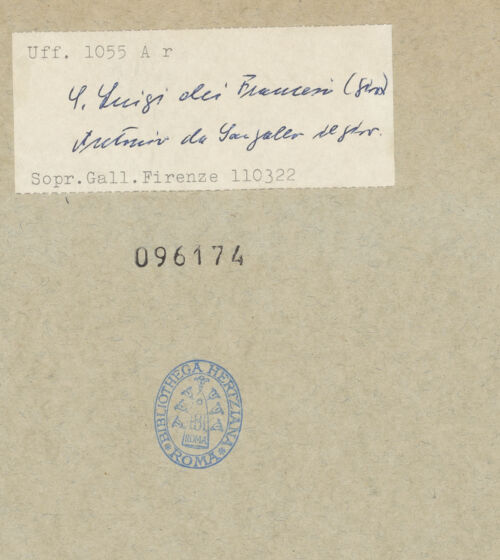 Uff. 1055 A r
S. Luigi dei Francesi
Antonio da Sangallo il giov.
Sopr.Gall.Firenze 110322
096174
BIBLIOTHECA HERTZIANA
ROMA
ROMA